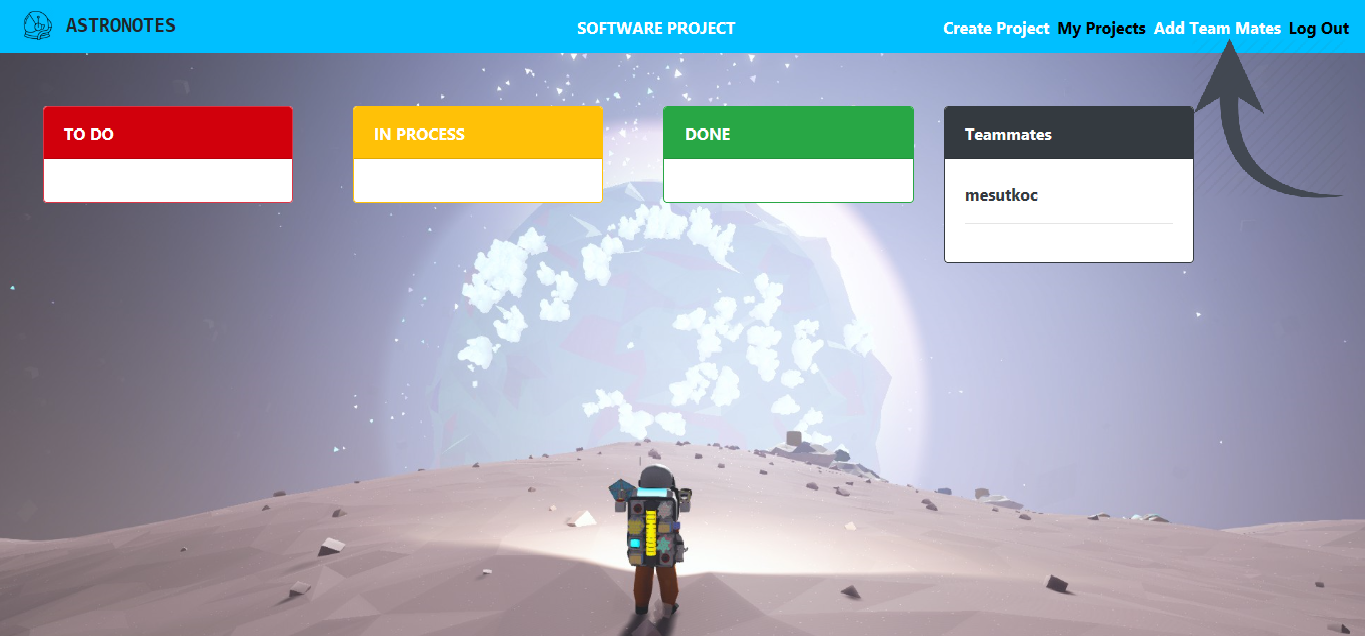 ASTRONOTES
SOFTWARE PROJECT
Create Project My Projects Add Team Mates Log Out
TO DO
IN PROCESS
DONE
Teammates
mesutkoc